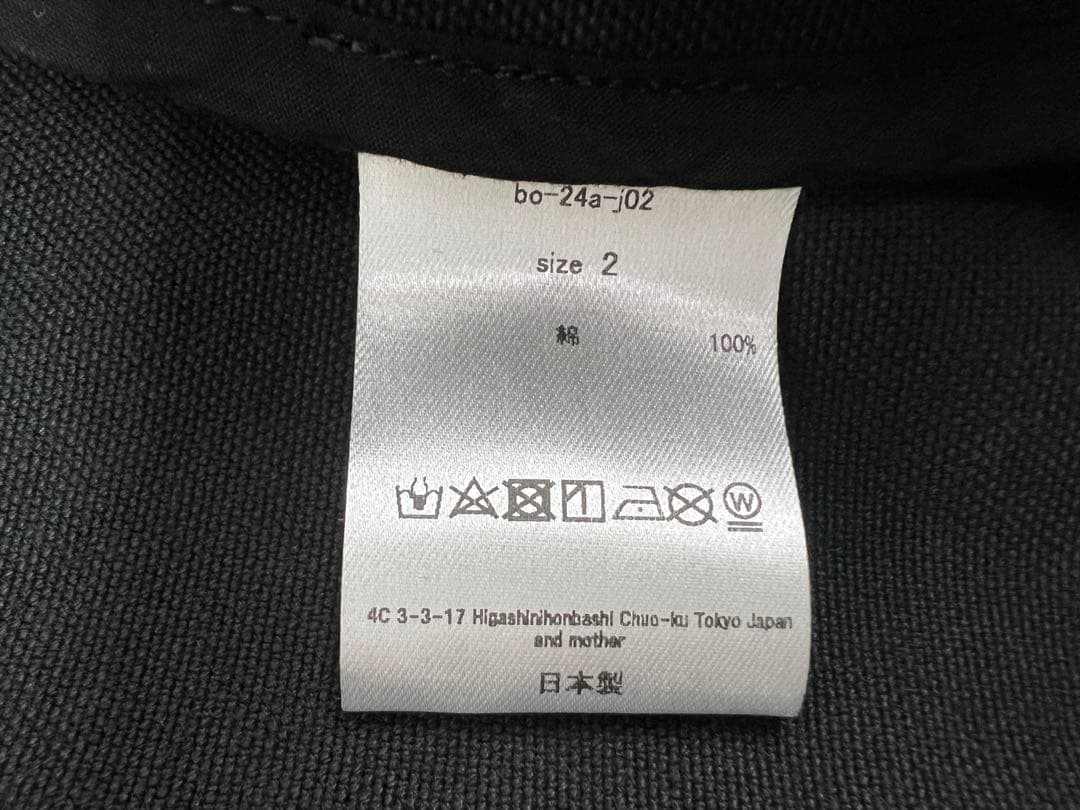 bo-24a-j02
size 2
綿 100%
W
4C 3-3-17 Higashinihonbashi Chuo-ku Tokyo Japan
and mother
日本製